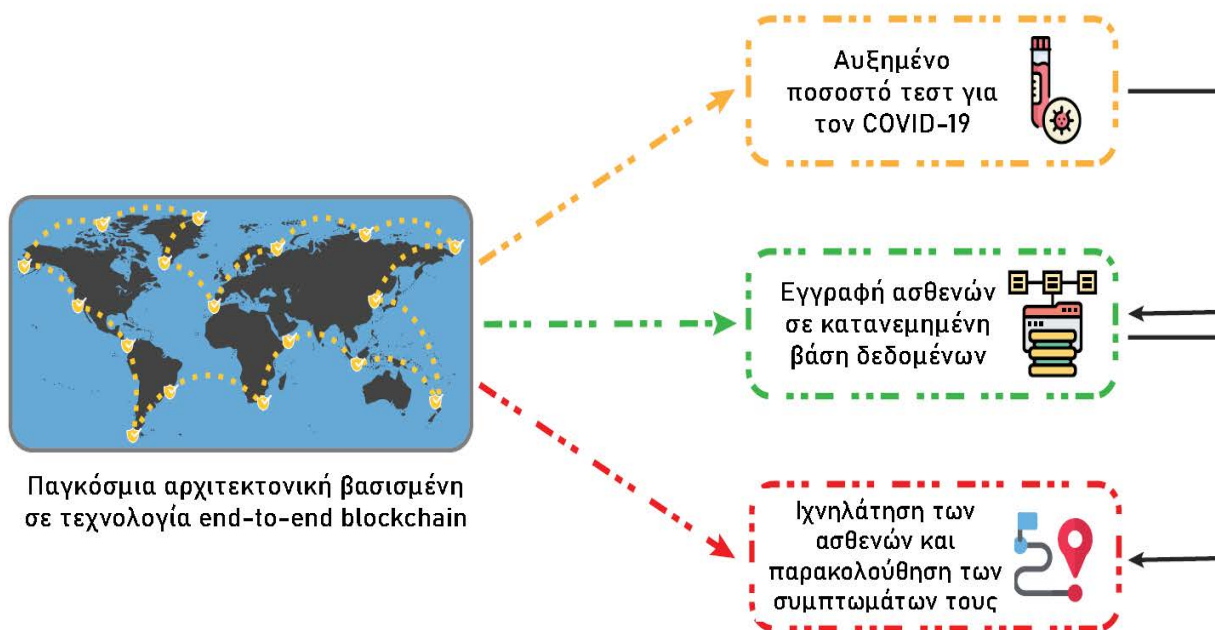 Αυξημένο
ποσοστό τεστ για
τον COVID-19
Εγγραφή ασθενών
σε κατανεμημένη
βάση δεδομένων
Παγκόσμια αρχιτεκτονική βασισμένη
σε τεχνολογία end-to-end blockchain
Ιχνηλάτηση των
ασθενών και
παρακολούθηση των
συμπτωμάτων τους